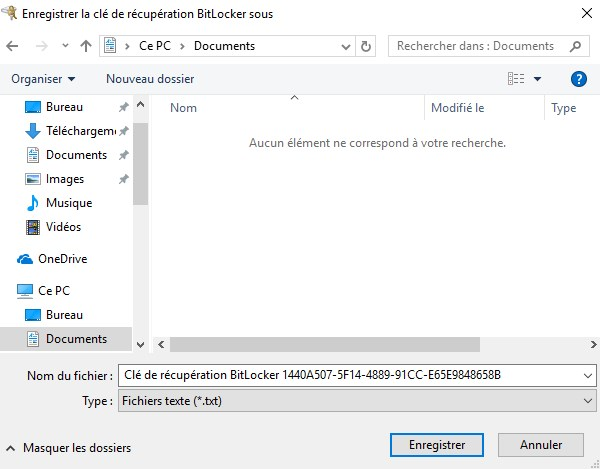 Enregistrer la clé de récupération BitLocker sous
Ce PC > Documents
Rechercher dans : Documents
Organiser
Nouveau dossier
Bureau
Téléchargem
Documents
Images
Musique
Vidéos
OneDrive
Ce PC
Bureau
Documents
Nom Modifié le Type
Aucun élément ne correspond à votre recherche.
Nom du fichier : Clé de récupération BitLocker 1440A507-5F14-4889-91CC-E65E9848658B
Type : Fichiers texte (*.txt)
Masquer les dossiers
Enregistrer
Annuler